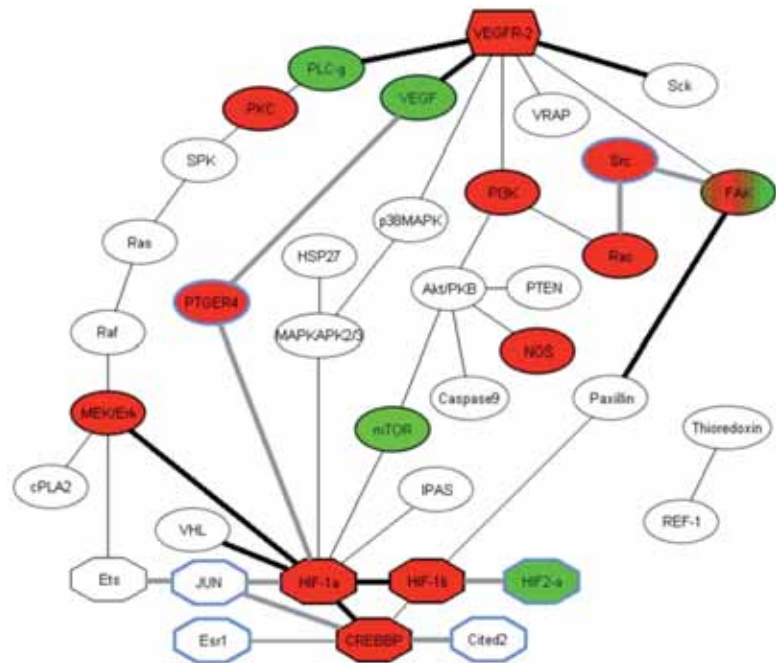 VEGFR-2
PLC-g
Sck
VEGF
PKC
VRAP
SPK
Src
PI3K
FAK
p38MAPK
Ras
HSP27
Rac
Akt/PKB
PTEN
PTGER4
Raf
MAPKAPK2/3
NOS
Caspase9
Paxillin
MEK/Erk
mTOR
Thioredoxin
cPLA2
IPAS
VHL
REF-1
Ets
JUN
HIF-1a
HIF-1b
HIF2-a
Esr1
CREBBP
Cited2